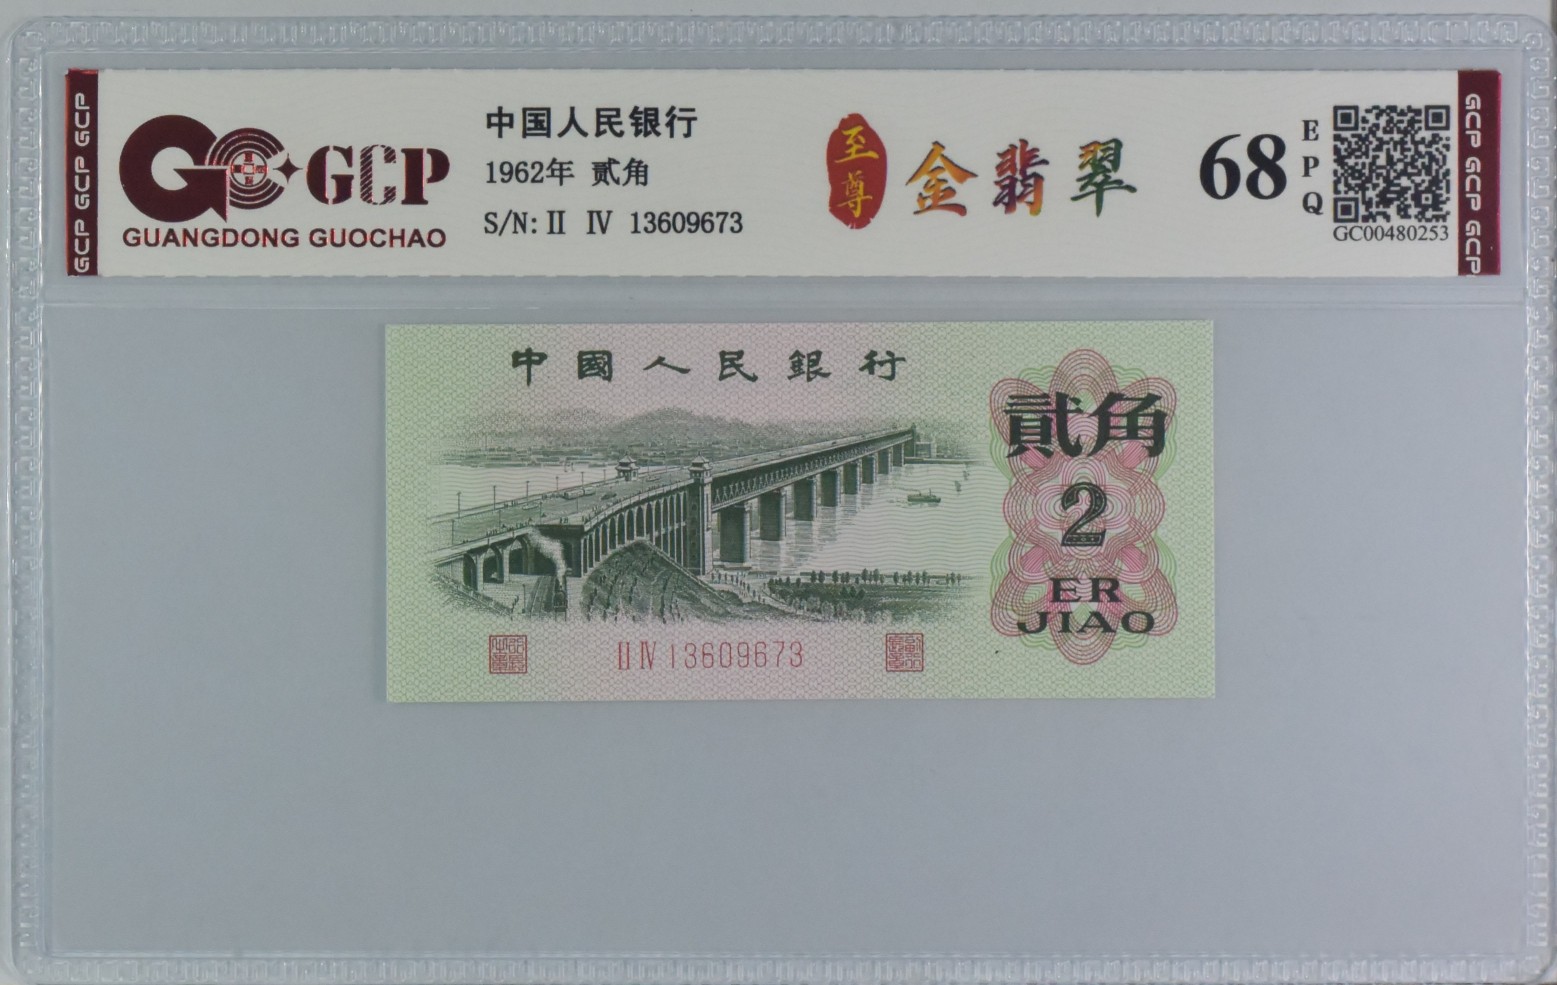 GCP GCP GCP
GCP
GUANGDONG GUOCHAO
中国人民银行
1962年 贰角
S/N: II IV 13609673
至尊
金翡翠
68
EPQ
GC00480253
GCP GCP GCP
中國人民銀行
貳角
2
ER
JIAO
II IV 13609673